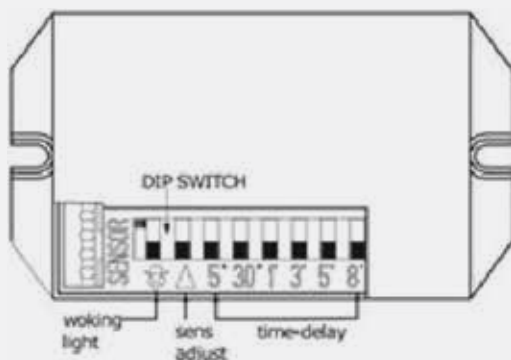 DIP SWITCH
SENSOR
5" 30" 1' 3' 5' 8'
woking light
sens adjust
time-delay